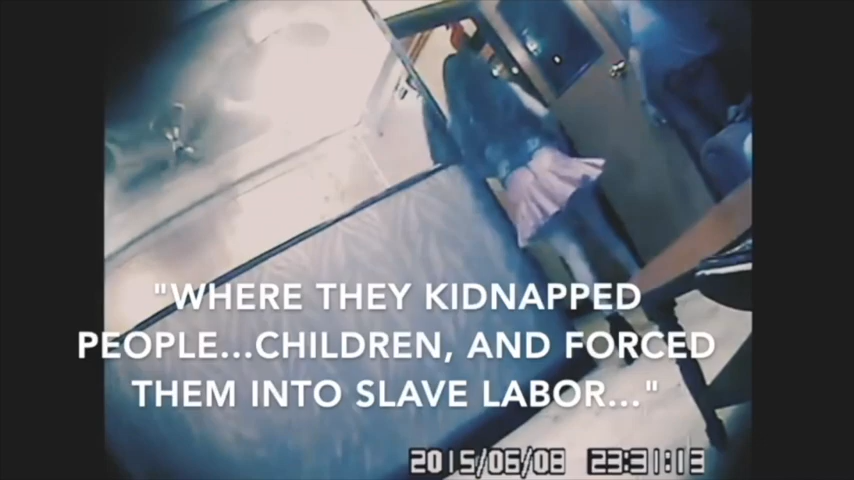 "WHERE THEY KIDNAPPED
PEOPLE...CHILDREN, AND FORCED
THEM INTO SLAVE LABOR..."
2015/06/08 23:31:13